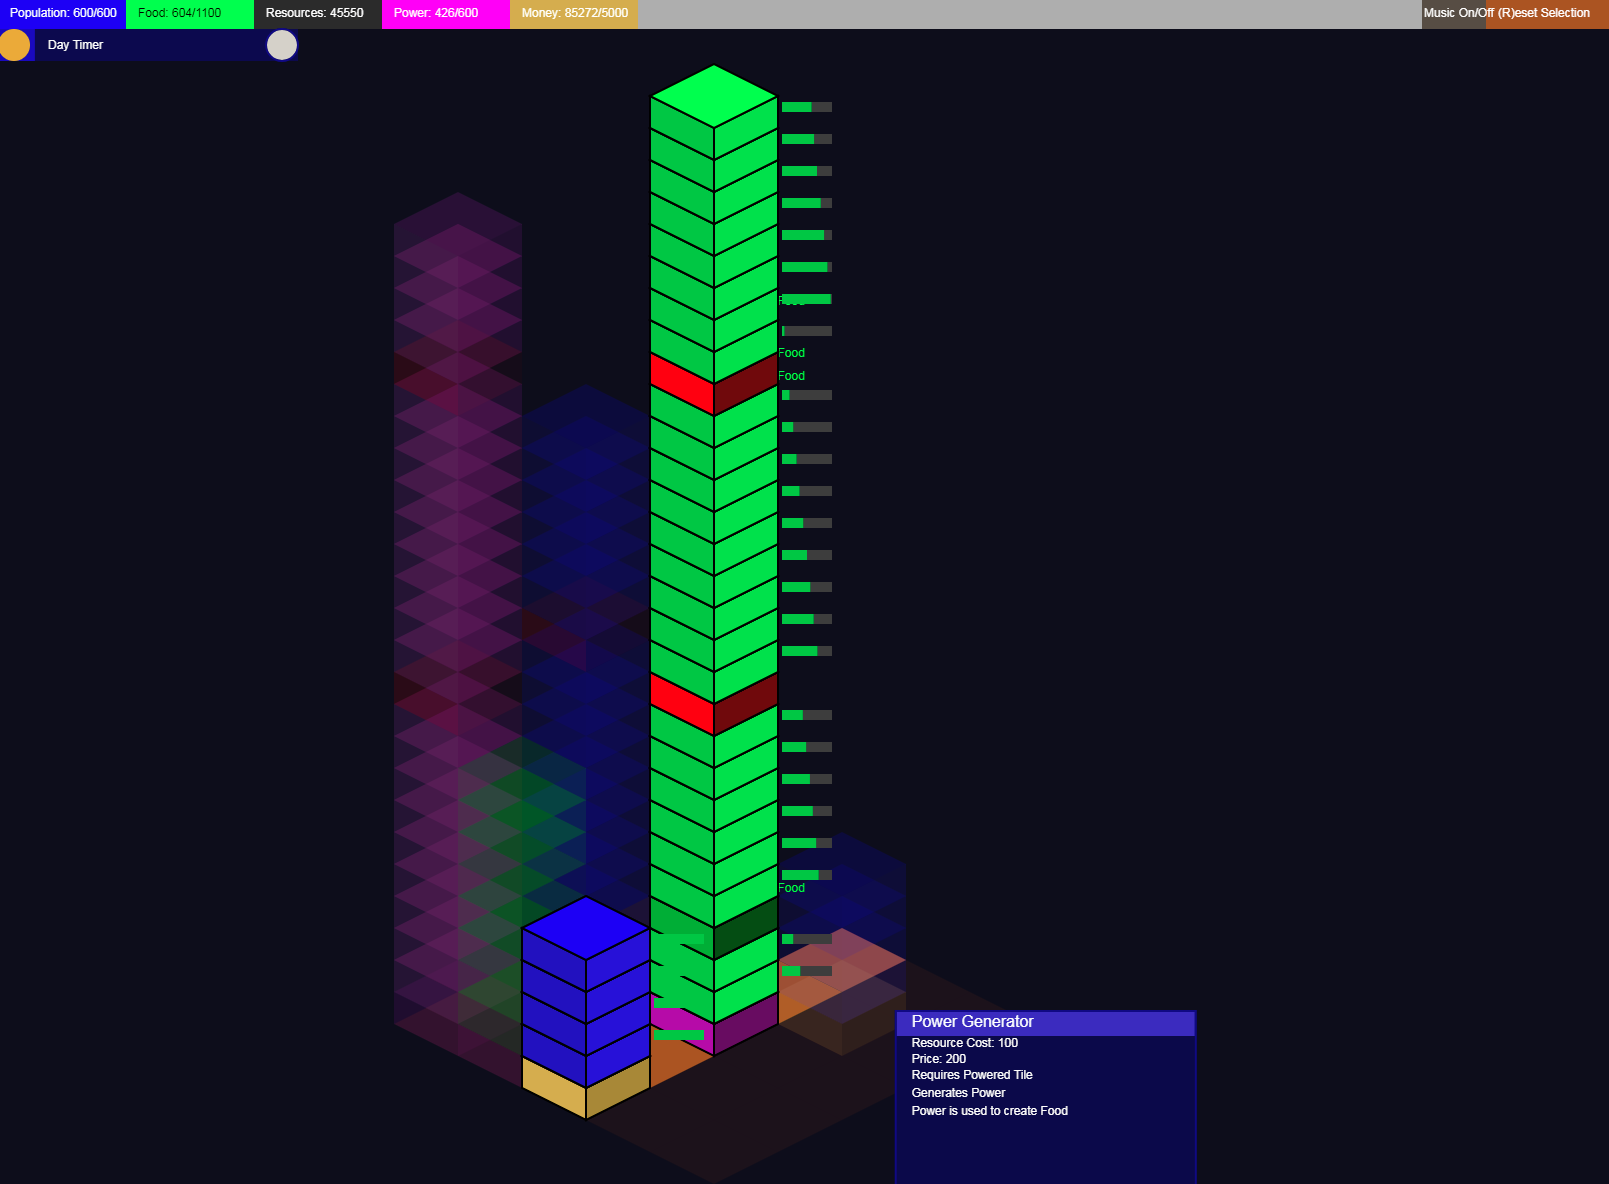 Population: 600/600 Food: 604/1100 Resources: 45550 Power: 426/600 Money: 85272/5000 Music On/Off (R)eset Selection
Day Timer
Food
Food
Food
Food
Power Generator
Resource Cost: 100
Price: 200
Requires Powered Tile
Generates Power
Power is used to create Food